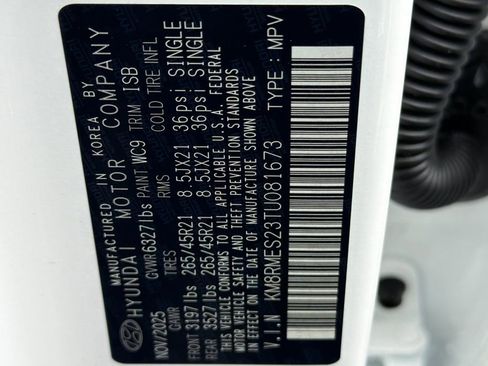 MANUFACTURED IN KOREA BY
HYUNDAI MOTOR COMPANY
NOV/2025 GVWR6327lbs PAINT WC9 TRIM ISB
GAWR TIRES RIMS COLD TIRE INFL
FRONT 3197lbs 265/45R21 8.5JX21 36psi SINGLE
REAR 3527lbs 265/45R21 8.5JX21 36psi SINGLE
THIS VEHICLE CONFORMS TO ALL APPLICABLE FEDERAL
MOTOR VEHICLE SAFETY AND THEFT PREVENTION STANDARDS
IN EFFECT ON THE DATE OF MANUFACTURE SHOWN ABOVE
V.I.N KM8RMES23TU081673 TYPE : MPV